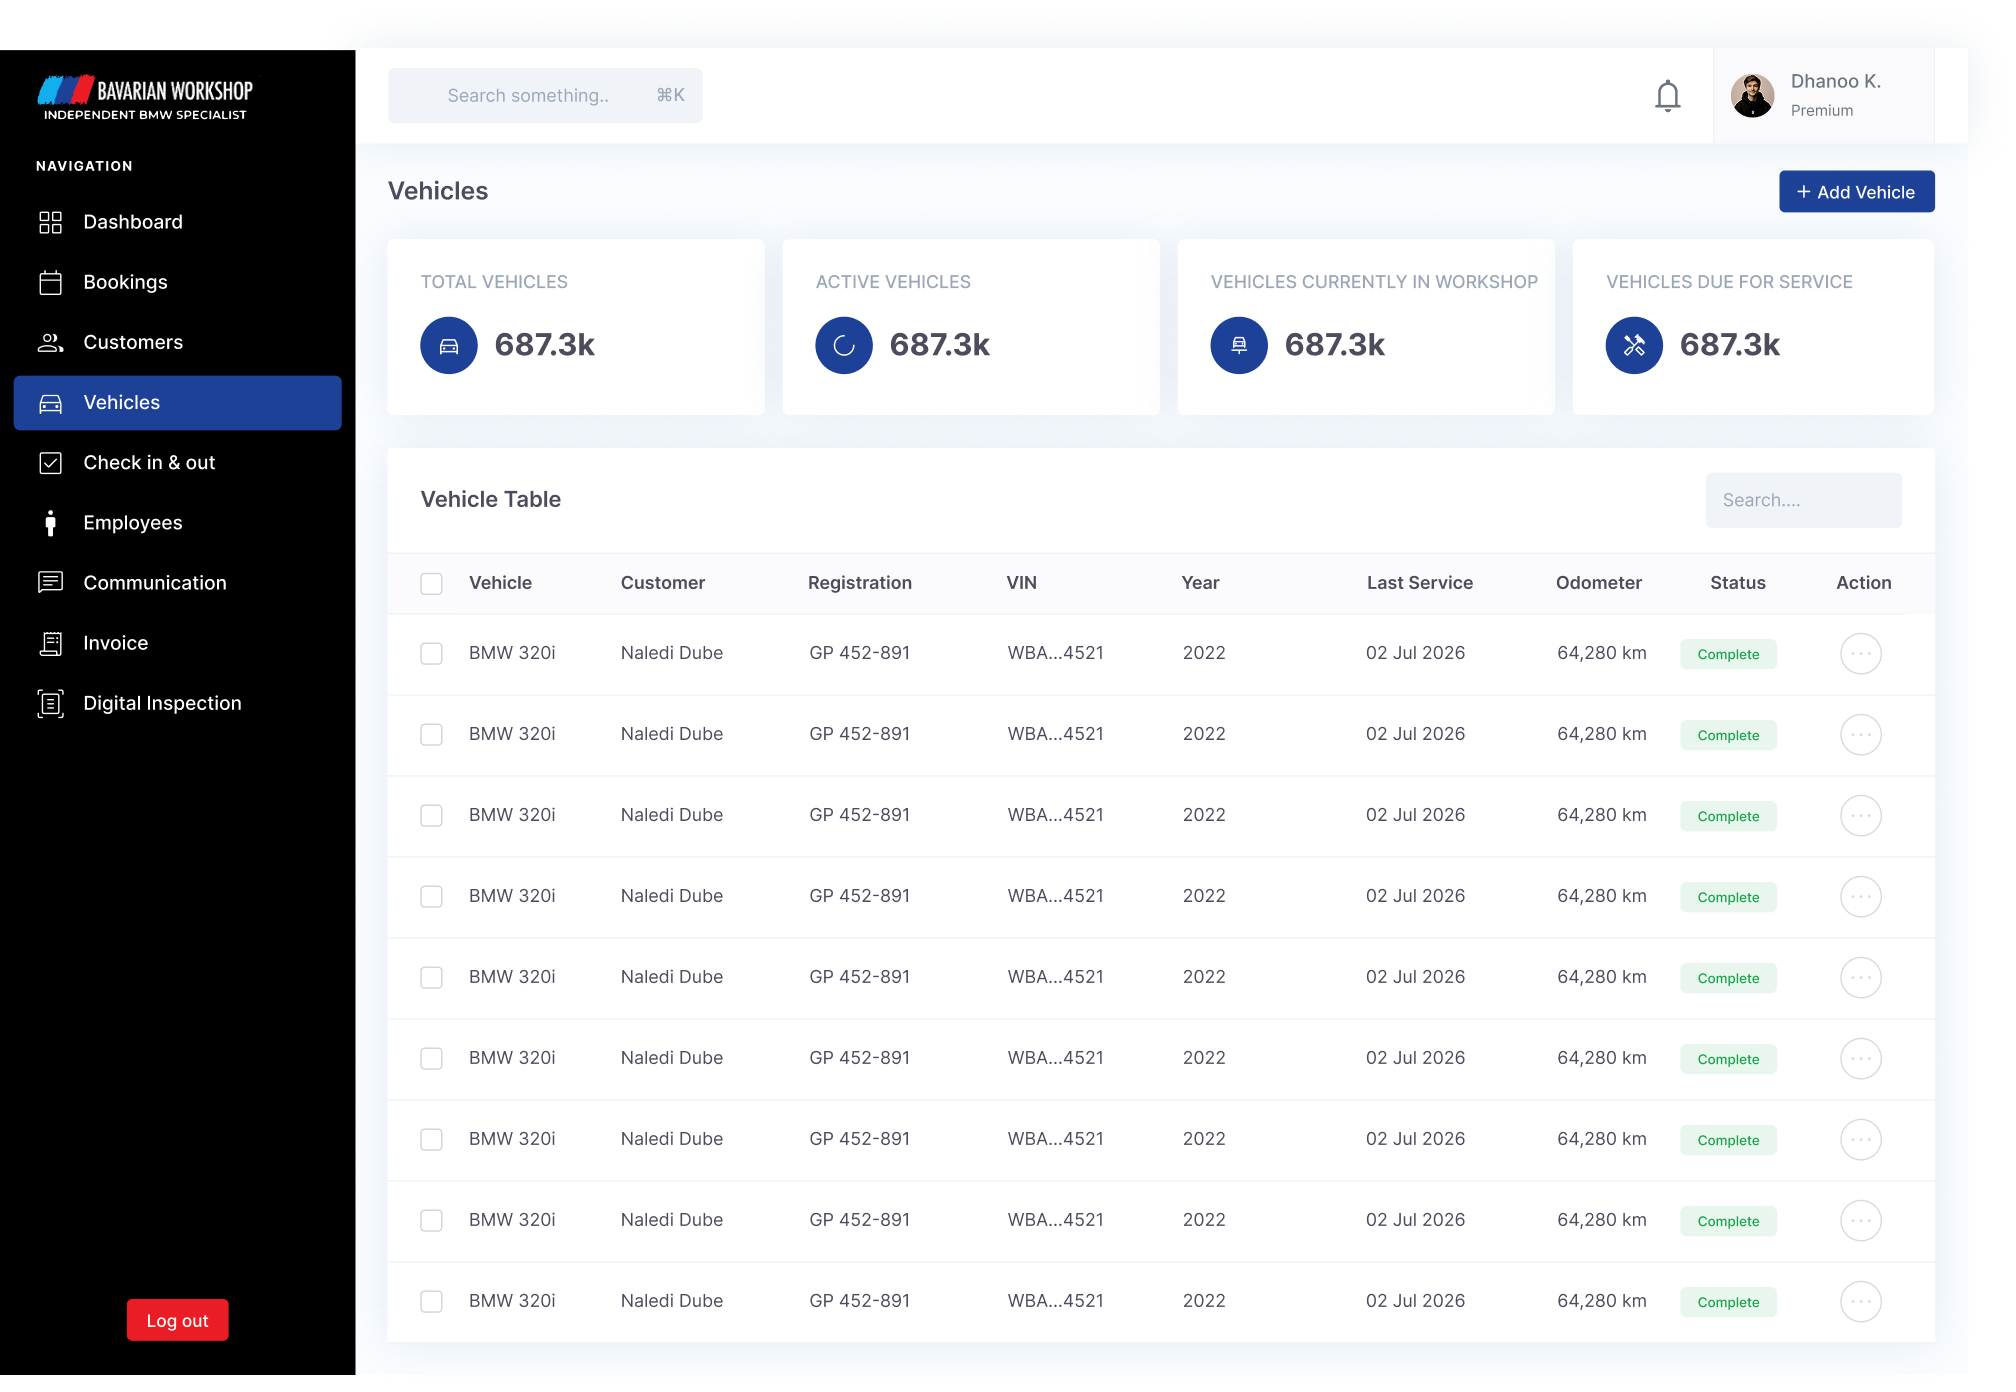 BAVARIAN WORKSHOP
INDEPENDENT BMW SPECIALIST
NAVIGATION
Dashboard
Bookings
Customers
Vehicles
Check in & out
Employees
Communication
Invoice
Digital Inspection
Log out
Search something.. ⌘K
Dhanoo K.
Premium
Vehicles
+ Add Vehicle
TOTAL VEHICLES
687.3k
ACTIVE VEHICLES
687.3k
VEHICLES CURRENTLY IN WORKSHOP
687.3k
VEHICLES DUE FOR SERVICE
687.3k
Vehicle Table
Search....
Vehicle Customer Registration VIN Year Last Service Odometer Status Action
BMW 320i Naledi Dube GP 452-891 WBA...4521 2022 02 Jul 2026 64,280 km Complete
BMW 320i Naledi Dube GP 452-891 WBA...4521 2022 02 Jul 2026 64,280 km Complete
BMW 320i Naledi Dube GP 452-891 WBA...4521 2022 02 Jul 2026 64,280 km Complete
BMW 320i Naledi Dube GP 452-891 WBA...4521 2022 02 Jul 2026 64,280 km Complete
BMW 320i Naledi Dube GP 452-891 WBA...4521 2022 02 Jul 2026 64,280 km Complete
BMW 320i Naledi Dube GP 452-891 WBA...4521 2022 02 Jul 2026 64,280 km Complete
BMW 320i Naledi Dube GP 452-891 WBA...4521 2022 02 Jul 2026 64,280 km Complete
BMW 320i Naledi Dube GP 452-891 WBA...4521 2022 02 Jul 2026 64,280 km Complete
BMW 320i Naledi Dube GP 452-891 WBA...4521 2022 02 Jul 2026 64,280 km Complete